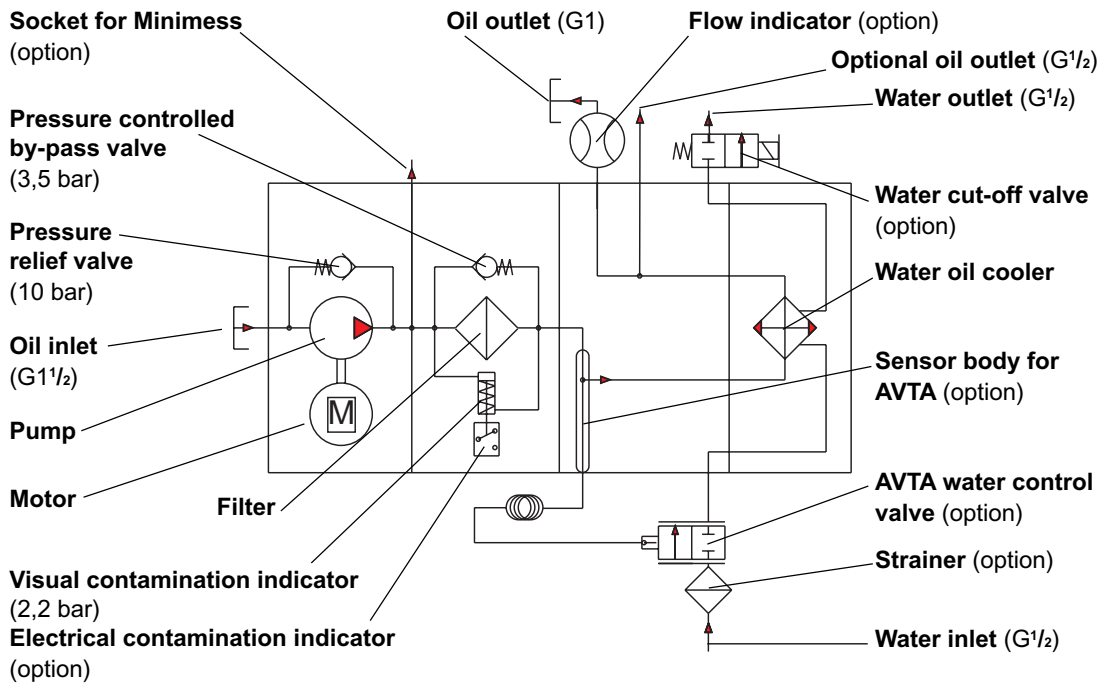 Socket for Minimess
(option)
Oil outlet (G1)
Flow indicator (option)
Optional oil outlet (G1/2)
Water outlet (G1/2)
Pressure controlled
by-pass valve
(3,5 bar)
Water cut-off valve
(option)
Pressure
relief valve
(10 bar)
Water oil cooler
Oil inlet
(G11/2)
Sensor body for
AVTA (option)
M
Pump
Motor
Filter
AVTA water control
valve (option)
Strainer (option)
Visual contamination indicator
(2,2 bar)
Electrical contamination indicator
(option)
Water inlet (G1/2)